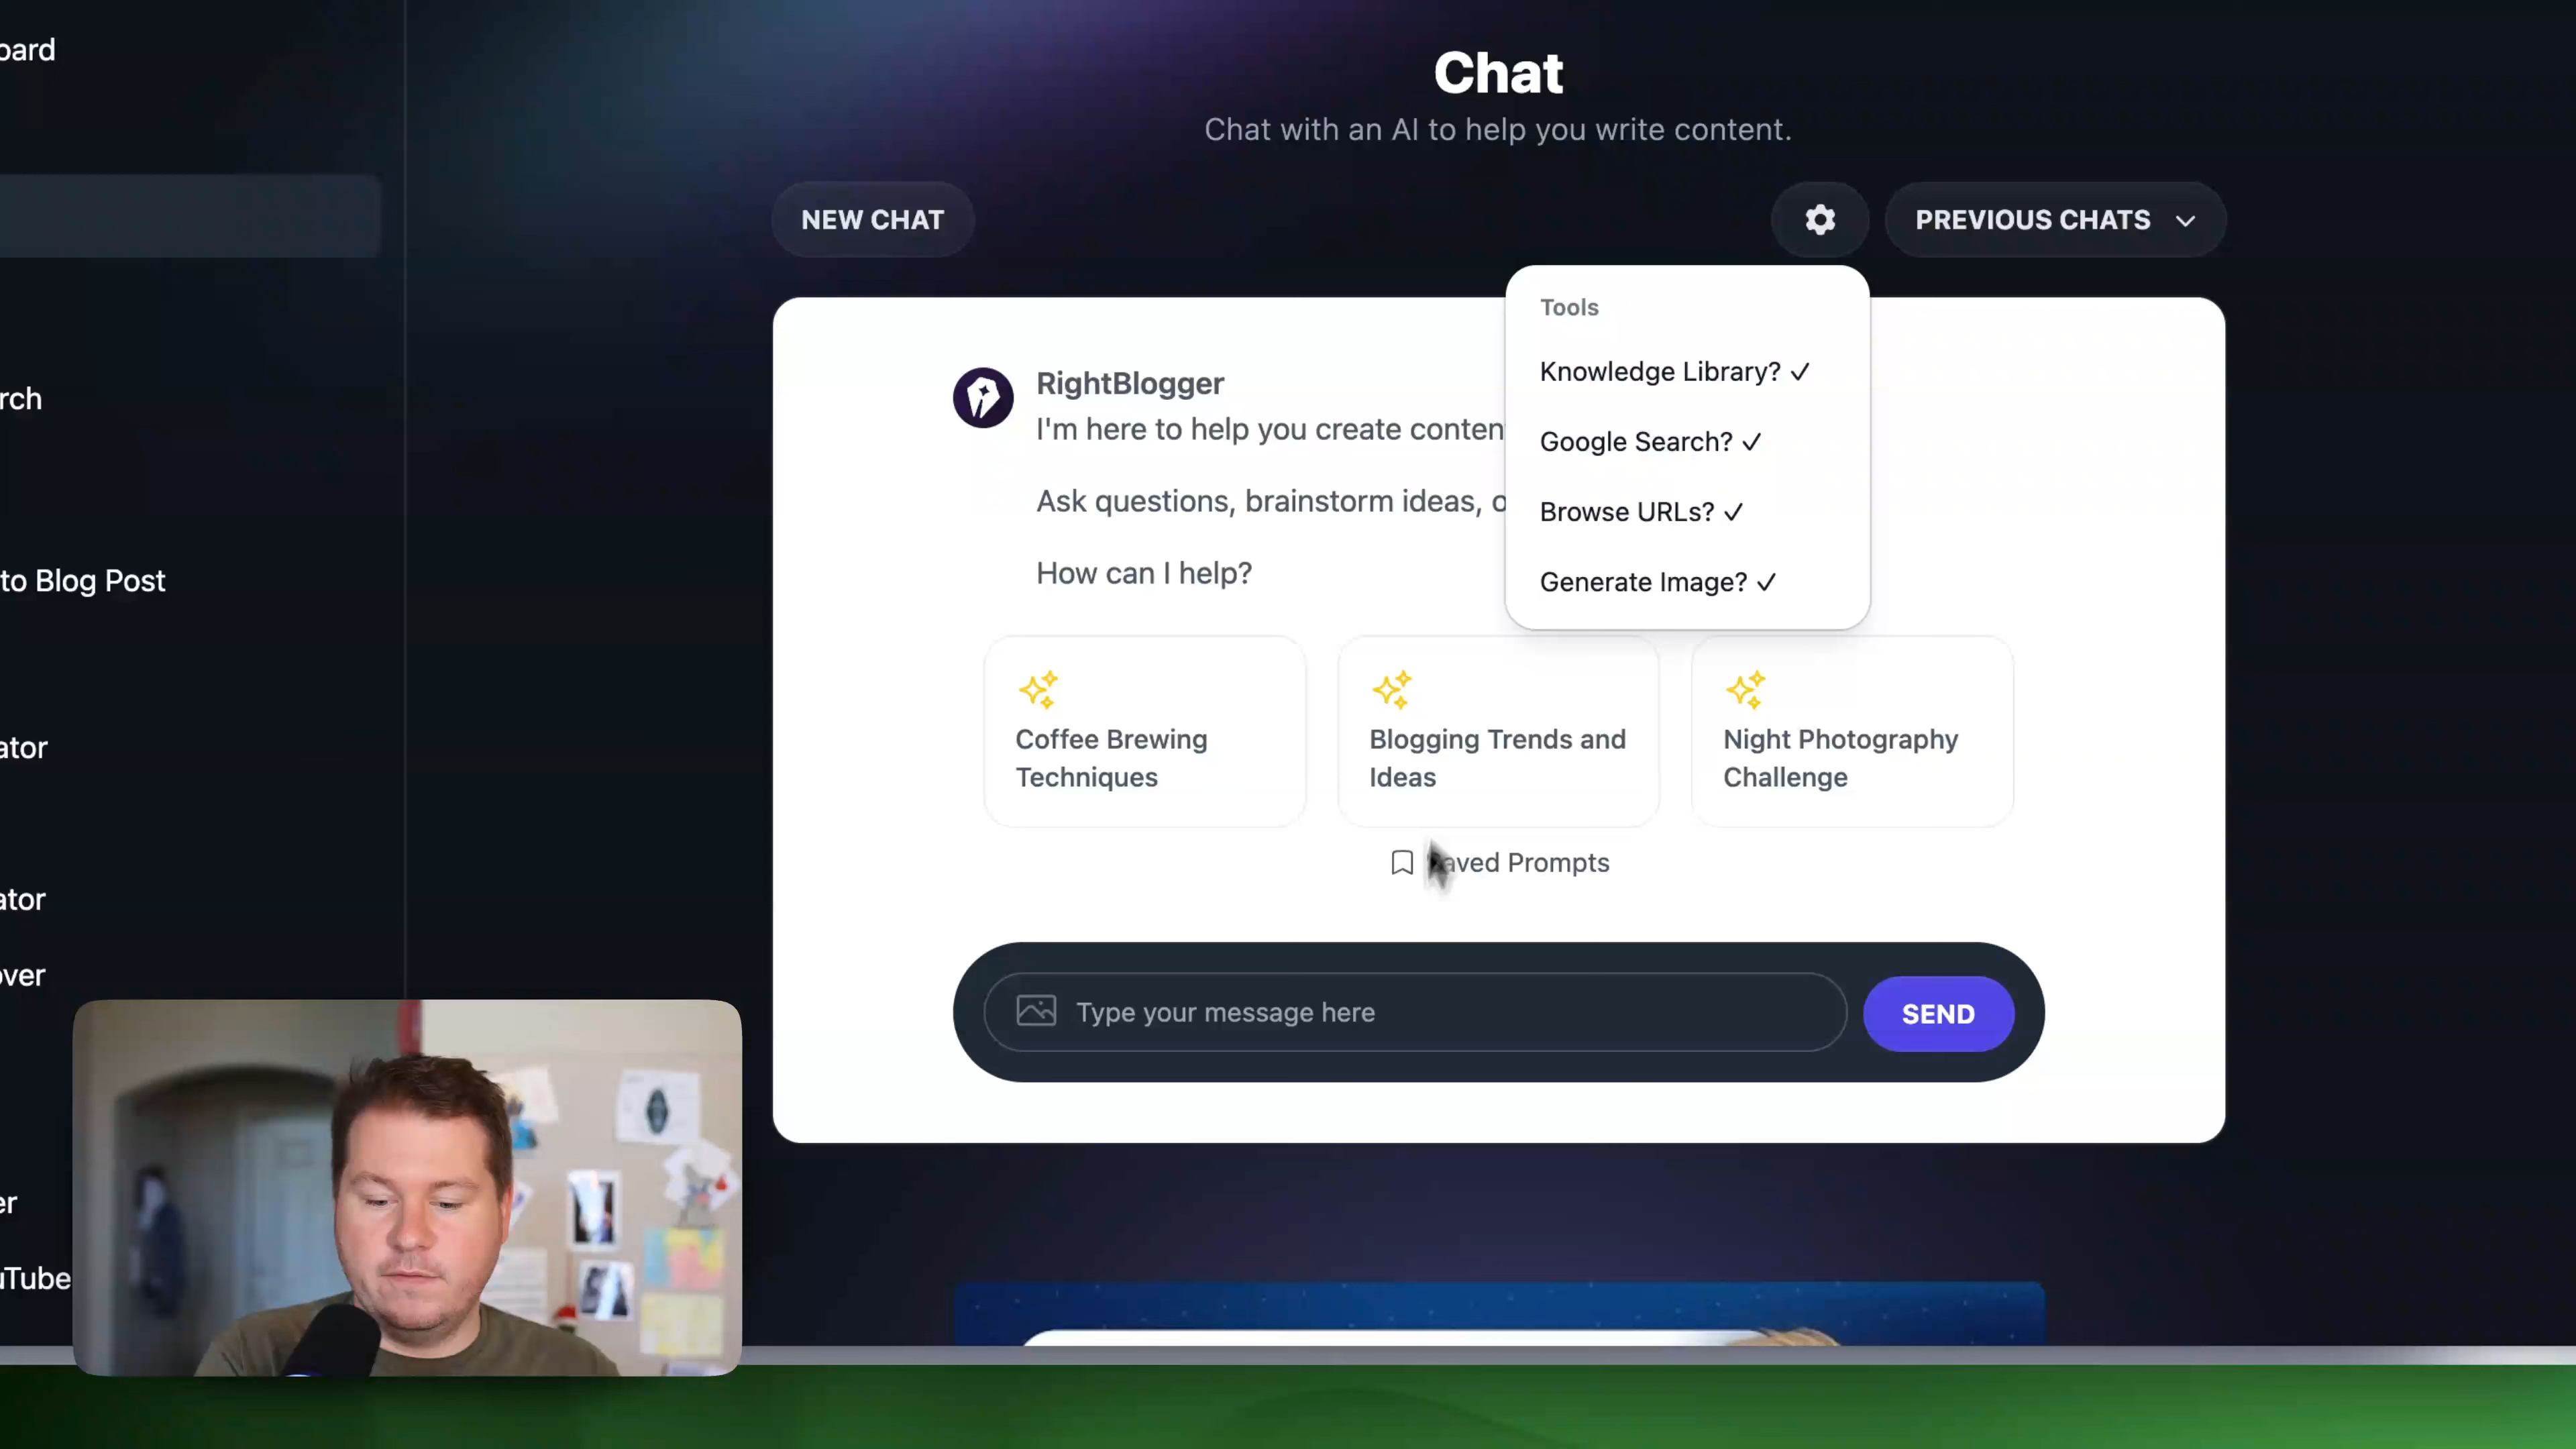 oard
rch
to Blog Post
ator
ator
over
er
uTube
Chat
Chat with an AI to help you write content.
NEW CHAT
PREVIOUS CHATS
Tools
Knowledge Library? ✓
Google Search? ✓
Browse URLs? ✓
Generate Image? ✓
RightBlogger
I'm here to help you create conten
Ask questions, brainstorm ideas, o
How can I help?
Coffee Brewing
Techniques
Blogging Trends and
Ideas
Night Photography
Challenge
aved Prompts
Type your message here
SEND